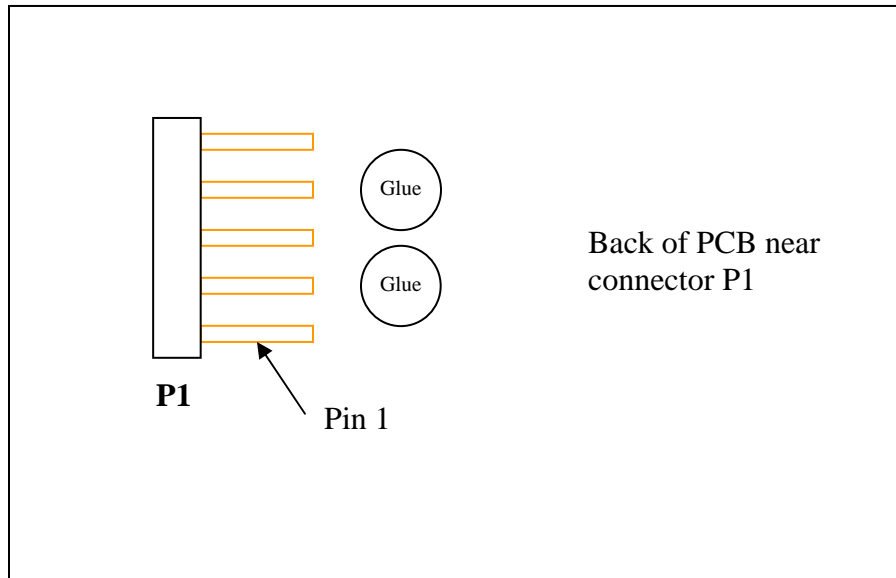 Glue
Glue
Back of PCB near
connector P1
P1
Pin 1